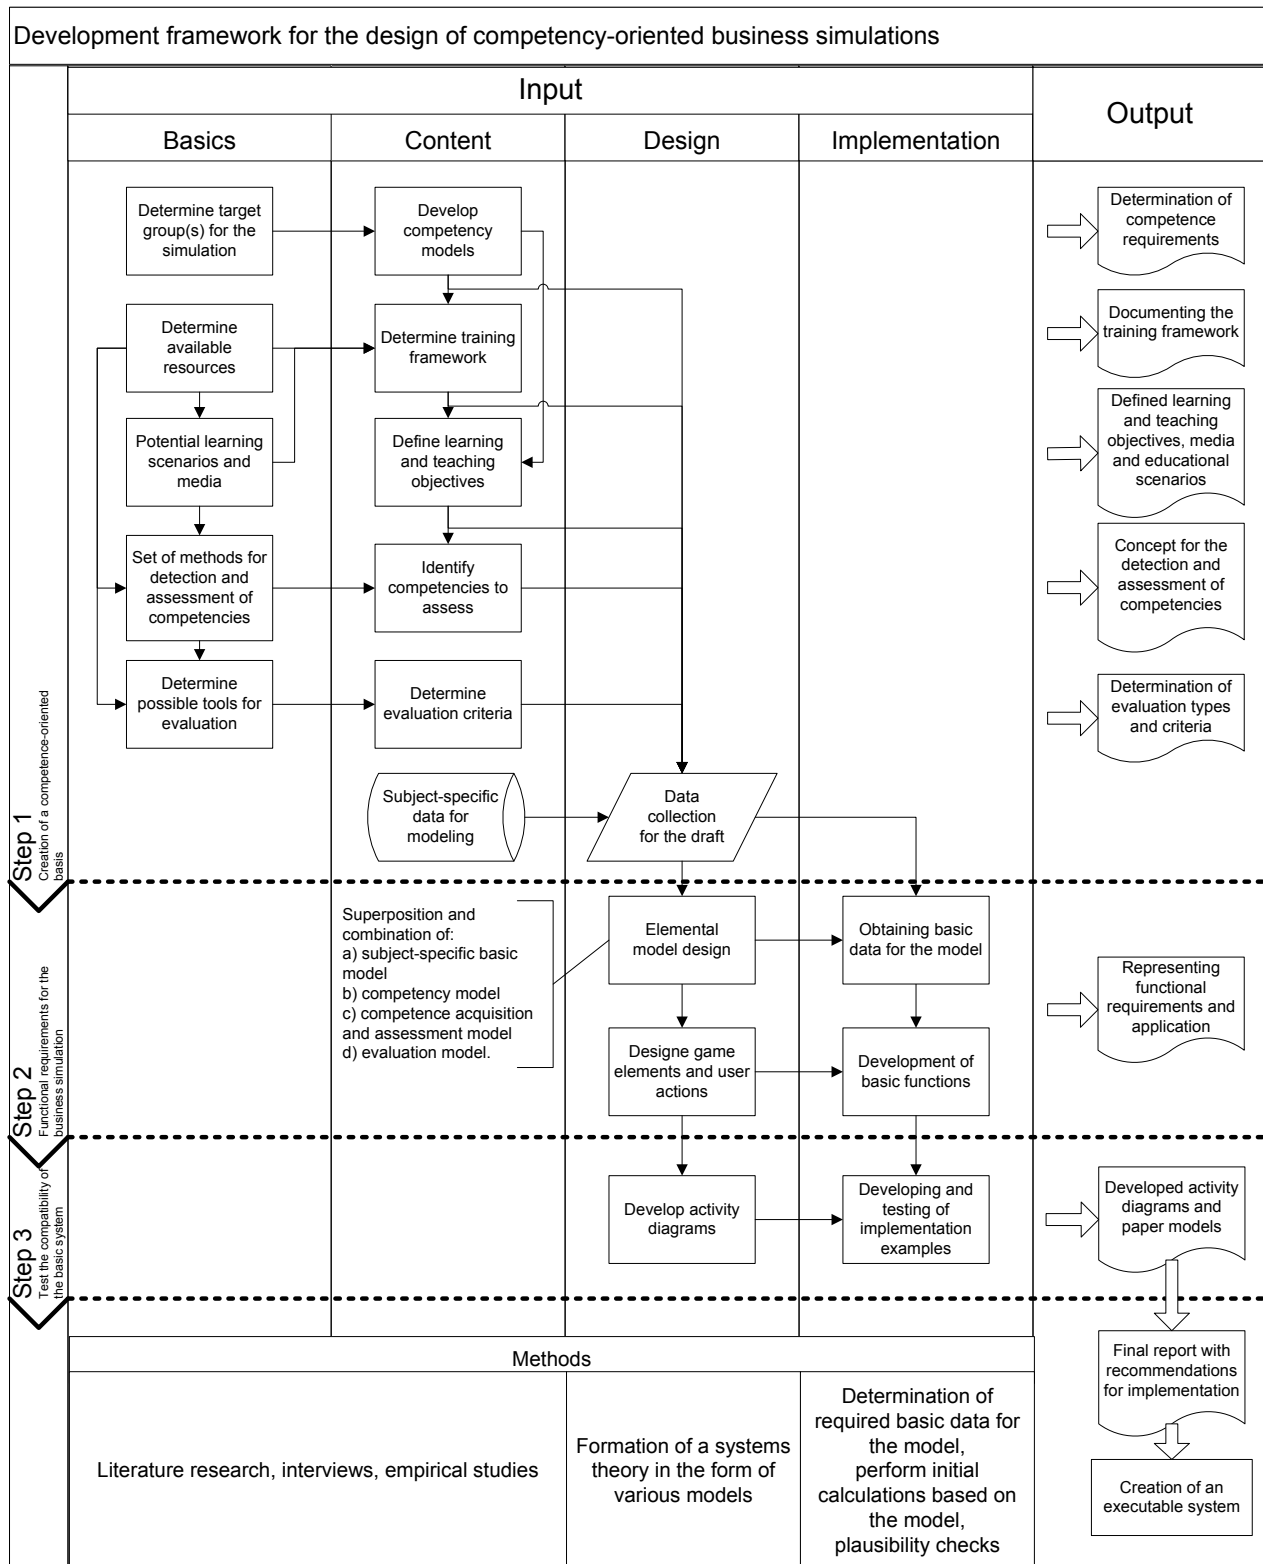 Development framework for the design of competency-oriented business simulations
Input
Output
Basics
Content
Design
Implementation
Determine target
group(s) for the
simulation
Develop
competency
models
Determination of
competence
requirements
Determine
available
resources
Determine training
framework
Documenting the
training framework
Potential learning
scenarios and
media
Define learning
and teaching
objectives
Defined learning
and teaching
objectives, media
and educational
scenarios
Set of methods for
detection and
assessment of
competencies
Identify
competencies to
assess
Concept for the
detection and
assessment of
competencies
Determine
possible tools for
evaluation
Determine
evaluation criteria
Determination of
evaluation types
and criteria
Subject-specific
data for
modeling
Data
collection
for the draft
Step 1
Creation of a competence-oriented
basis
Superposition and
combination of:
a) subject-specific basic
model
b) competency model
c) competence acquisition
and assessment model
d) evaluation model.
Elemental
model design
Obtaining basic
data for the model
Representing
functional
requirements and
application
Designe game
elements and user
actions
Development of
basic functions
Step 2
Functional requirements for the
business simulation
Develop activity
diagrams
Developing and
testing of
implementation
examples
Developed activity
diagrams and
paper models
Step 3
Test the compatibility of
the basic system
Final report with
recommendations
for implementation
Creation of an
executable system
Methods
Literature research, interviews, empirical studies
Formation of a systems
theory in the form of
various models
Determination of
required basic data for
the model,
perform initial
calculations based on
the model,
plausibility checks